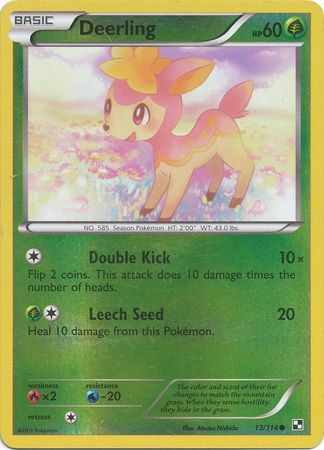 BASIC
Deerling
HP 60
NO. 585 Season Pokémon HT: 2'00" WT: 43.0 lbs.
Double Kick 10×
Flip 2 coins. This attack does 10 damage times
the number of heads.
Leech Seed 20
Heal 10 damage from this Pokémon.
weakness resistance
×2 -20
retreat
The color and scent of their fur
changes to match the mountain
grass. When they sense hostility,
they hide in the grass.
©2011 Pokémon
Illus. Atsuko Nishida
13/114